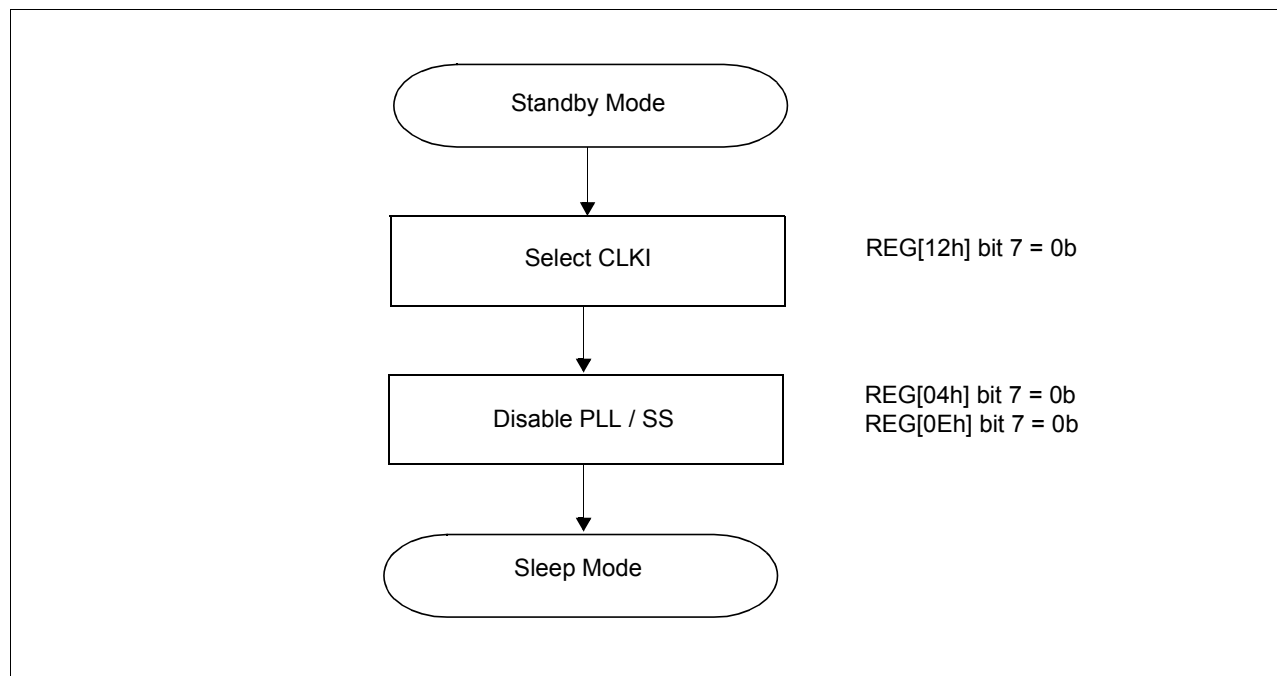 Standby Mode
Select CLKI
REG[12h] bit 7 = 0b
Disable PLL / SS
REG[04h] bit 7 = 0b
REG[0Eh] bit 7 = 0b
Sleep Mode